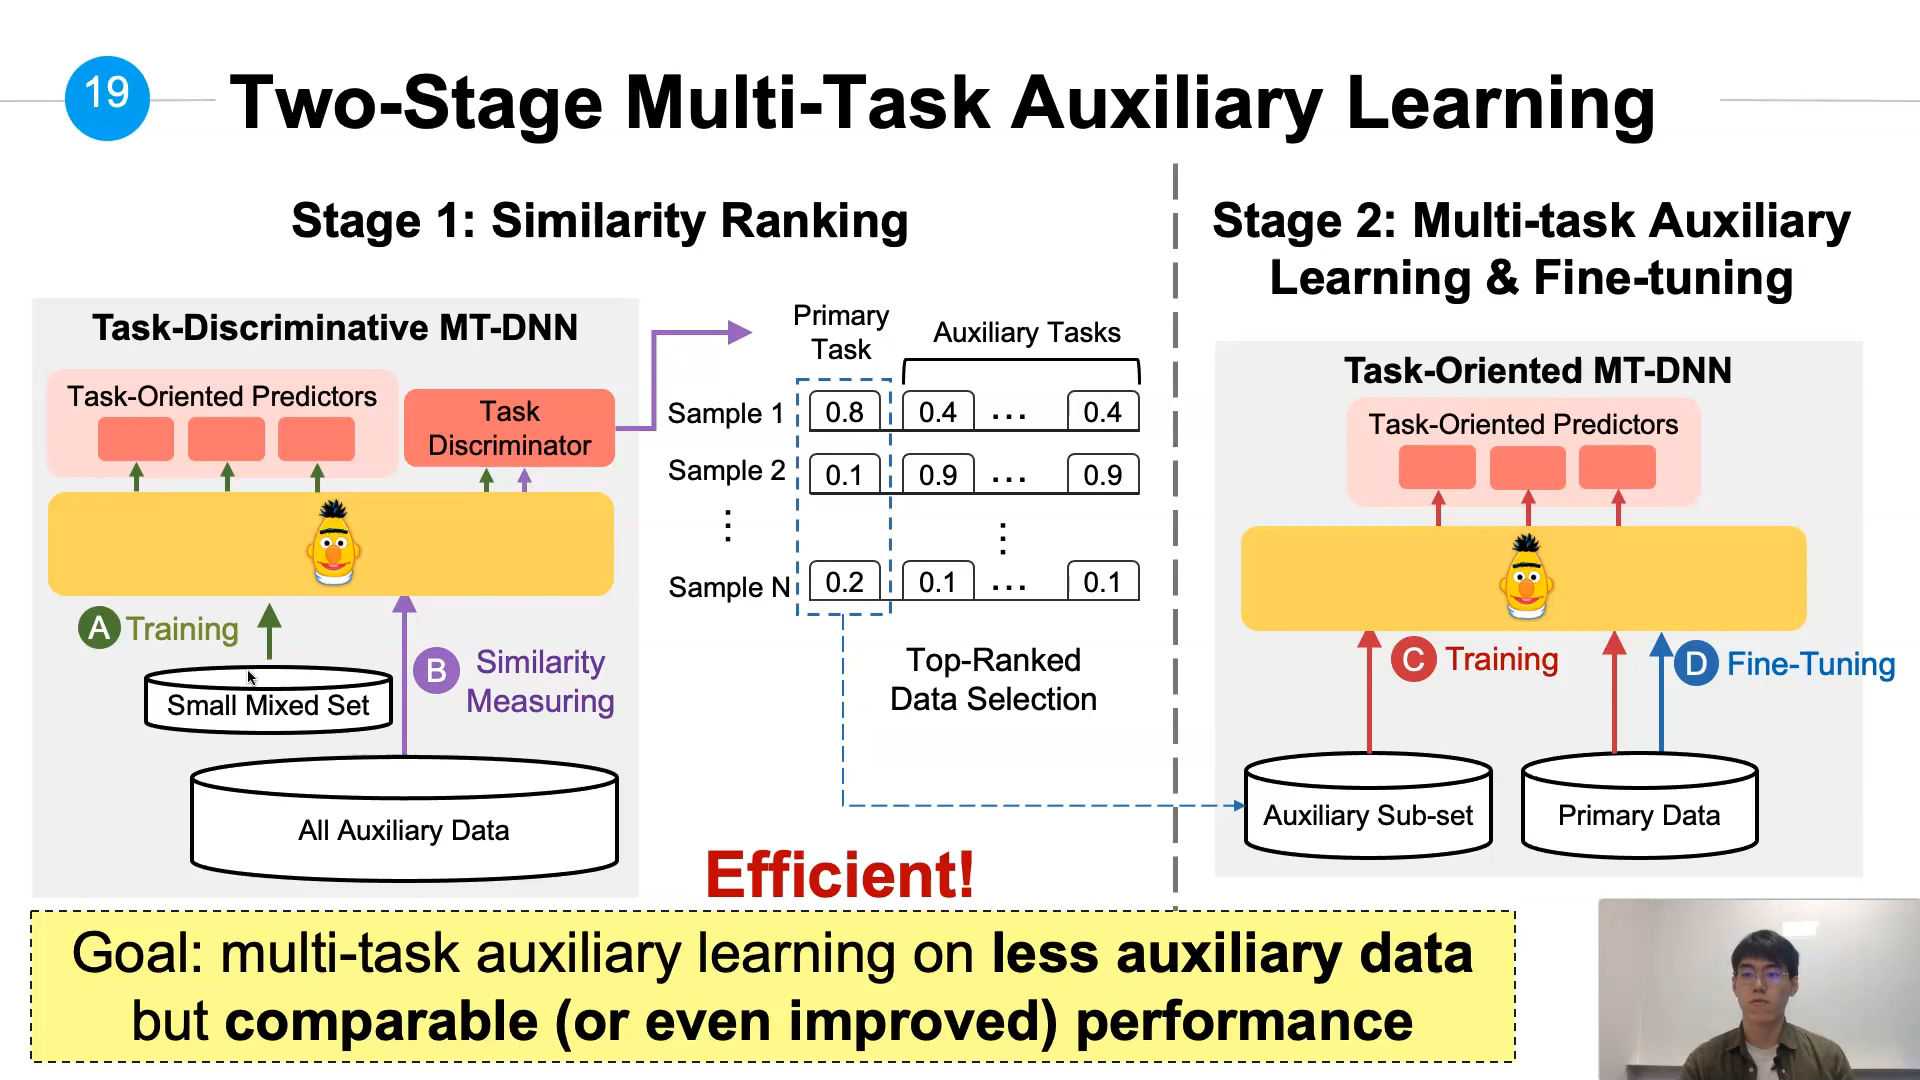 19
Two-Stage Multi-Task Auxiliary Learning
Stage 1: Similarity Ranking
Task-Discriminative MT-DNN
Task-Oriented Predictors
Task
Discriminator
A Training
Small Mixed Set
B Similarity
Measuring
All Auxiliary Data
Primary
Task
Auxiliary Tasks
Sample 1 0.8 0.4 ... 0.4
Sample 2 0.1 0.9 ... 0.9
Sample N 0.2 0.1 ... 0.1
Top-Ranked
Data Selection
Efficient!
Stage 2: Multi-task Auxiliary
Learning & Fine-tuning
Task-Oriented MT-DNN
Task-Oriented Predictors
C Training
D Fine-Tuning
Auxiliary Sub-set
Primary Data
Goal: multi-task auxiliary learning on less auxiliary data
but comparable (or even improved) performance